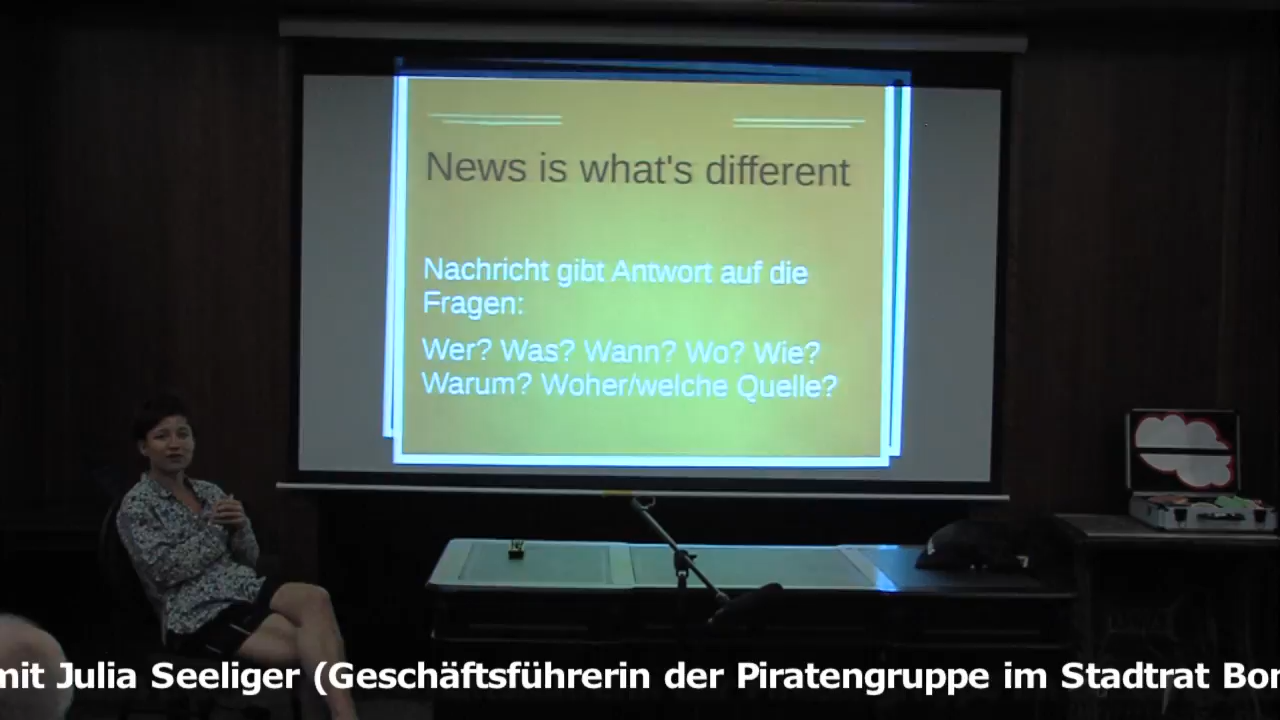 News is what's different
Nachricht gibt Antwort auf die
Fragen:
Wer? Was? Wann? Wo? Wie?
Warum? Woher/welche Quelle?
mit Julia Seeliger (Geschäftsführerin der Piratengruppe im Stadtrat